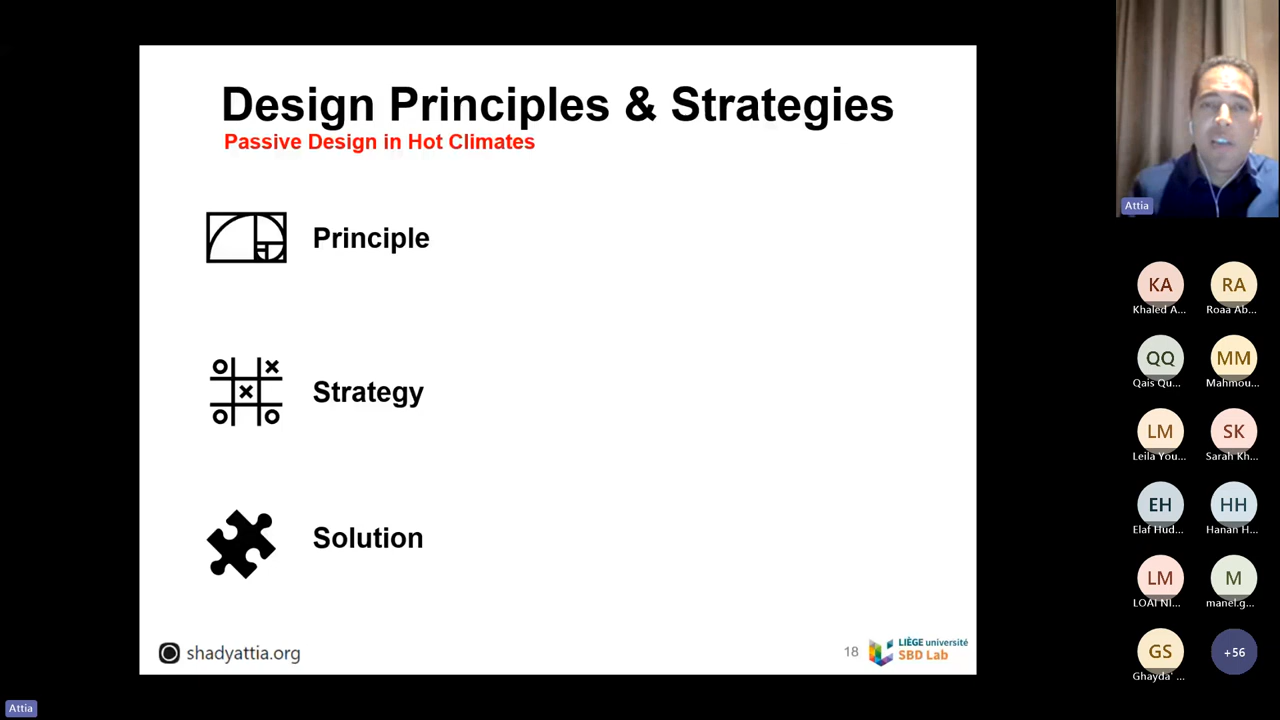 Design Principles & Strategies
Passive Design in Hot Climates
Principle
Strategy
Solution
shadyattia.org
18
LIÈGE université
SBD Lab
Attia
KA
Khaled A...
RA
Roaa Ab...
QQ
Qais Qu...
MM
Mahmou...
LM
Leila You...
SK
Sarah Kh...
EH
Elaf Hud...
HH
Hanan H...
LM
LOAI NI...
M
manel.g...
GS
Ghayda' ...
+56
Attia